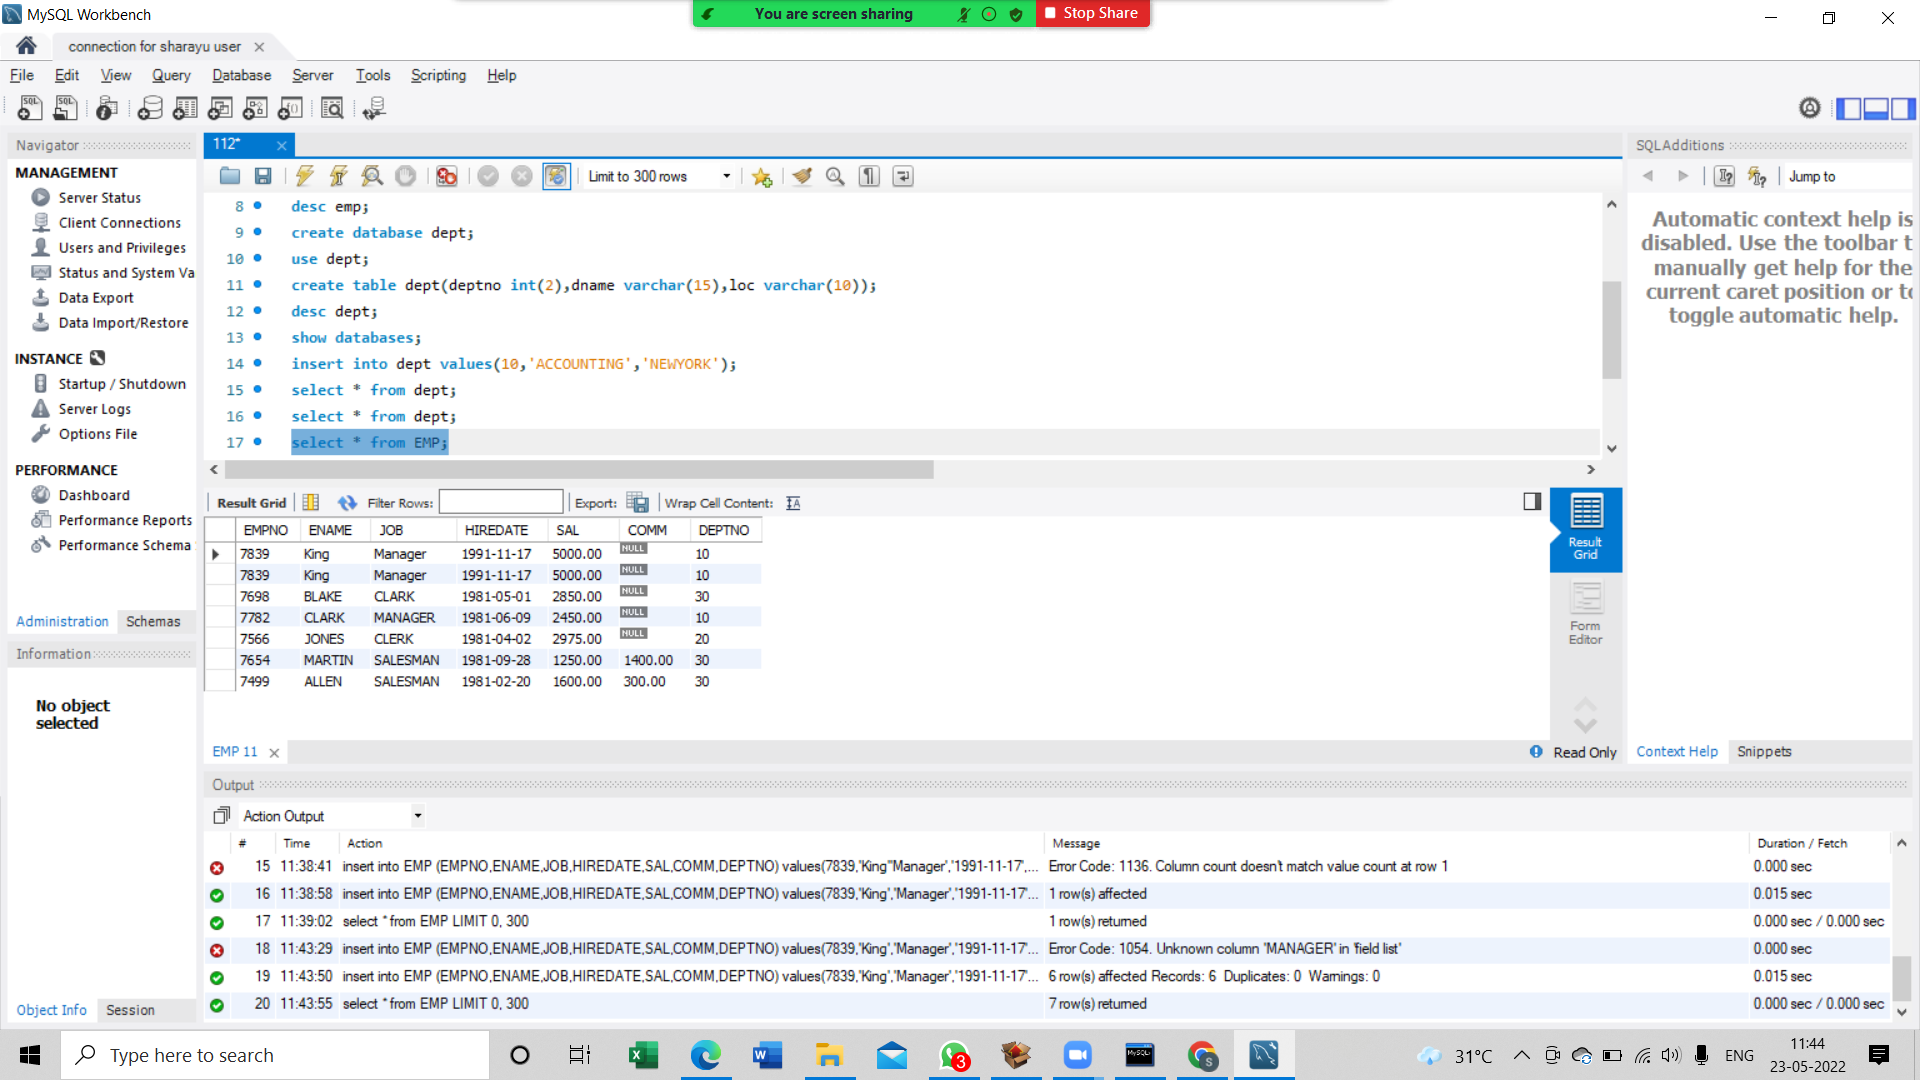 MySQL Workbench
You are screen sharing
Stop Share
connection for sharayu user
File Edit View Query Database Server Tools Scripting Help
Navigator
MANAGEMENT
Server Status
Client Connections
Users and Privileges
Status and System Va
Data Export
Data Import/Restore
INSTANCE
Startup / Shutdown
Server Logs
Options File
PERFORMANCE
Dashboard
Performance Reports
Performance Schema
Administration Schemas
Information
No object
selected
Object Info Session
112*
Limit to 300 rows
8 desc emp;
9 create database dept;
10 use dept;
11 create table dept(deptno int(2),dname varchar(15),loc varchar(10));
12 desc dept;
13 show databases;
14 insert into dept values(10,'ACCOUNTING','NEWYORK');
15 select * from dept;
16 select * from dept;
17 select * from EMP;
Result Grid Filter Rows: Export: Wrap Cell Content:
EMPNO ENAME JOB HIREDATE SAL COMM DEPTNO
7839 King Manager 1991-11-17 5000.00 NULL 10
7839 King Manager 1991-11-17 5000.00 NULL 10
7698 BLAKE CLARK 1981-05-01 2850.00 NULL 30
7782 CLARK MANAGER 1981-06-09 2450.00 NULL 10
7566 JONES CLERK 1981-04-02 2975.00 NULL 20
7654 MARTIN SALESMAN 1981-09-28 1250.00 1400.00 30
7499 ALLEN SALESMAN 1981-02-20 1600.00 300.00 30
Result
Grid
Form
Editor
EMP 11
Read Only
SQLAdditions
Jump to
Automatic context help is
disabled. Use the toolbar t
manually get help for the
current caret position or to
toggle automatic help.
Context Help Snippets
Output
Action Output
# Time Action Message Duration / Fetch
15 11:38:41 insert into EMP (EMPNO,ENAME,JOB,HIREDATE,SAL,COMM,DEPTNO) values(7839,'King''Manager','1991-11-17',... Error Code: 1136. Column count doesn't match value count at row 1 0.000 sec
16 11:38:58 insert into EMP (EMPNO,ENAME,JOB,HIREDATE,SAL,COMM,DEPTNO) values(7839,'King','Manager','1991-11-17'... 1 row(s) affected 0.015 sec
17 11:39:02 select * from EMP LIMIT 0, 300 1 row(s) returned 0.000 sec / 0.000 sec
18 11:43:29 insert into EMP (EMPNO,ENAME,JOB,HIREDATE,SAL,COMM,DEPTNO) values(7839,'King','Manager','1991-11-17'... Error Code: 1054. Unknown column 'MANAGER' in 'field list' 0.000 sec
19 11:43:50 insert into EMP (EMPNO,ENAME,JOB,HIREDATE,SAL,COMM,DEPTNO) values(7839,'King','Manager','1991-11-17'... 6 row(s) affected Records: 6 Duplicates: 0 Warnings: 0 0.015 sec
20 11:43:55 select * from EMP LIMIT 0, 300 7 row(s) returned 0.000 sec / 0.000 sec
Type here to search
3
MySQL
S
31°C
ENG
11:44
23-05-2022